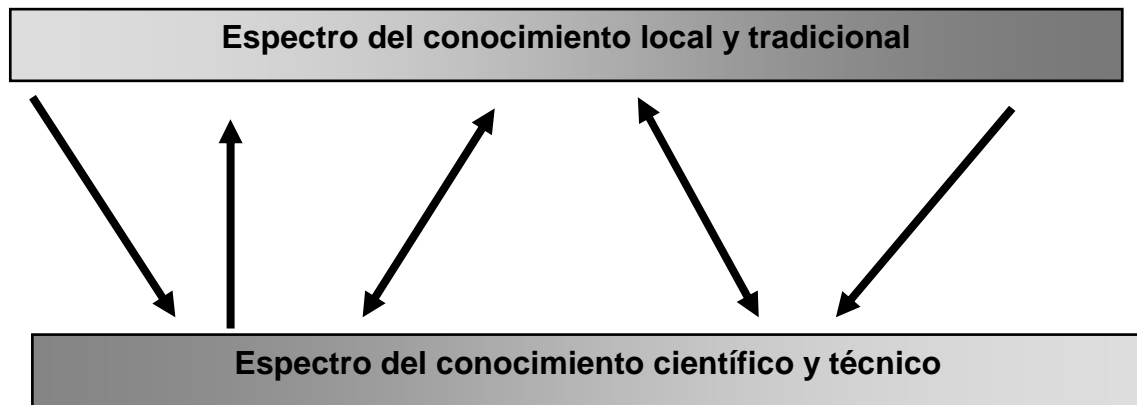 Espectro del conocimiento local y tradicional
Espectro del conocimiento científico y técnico